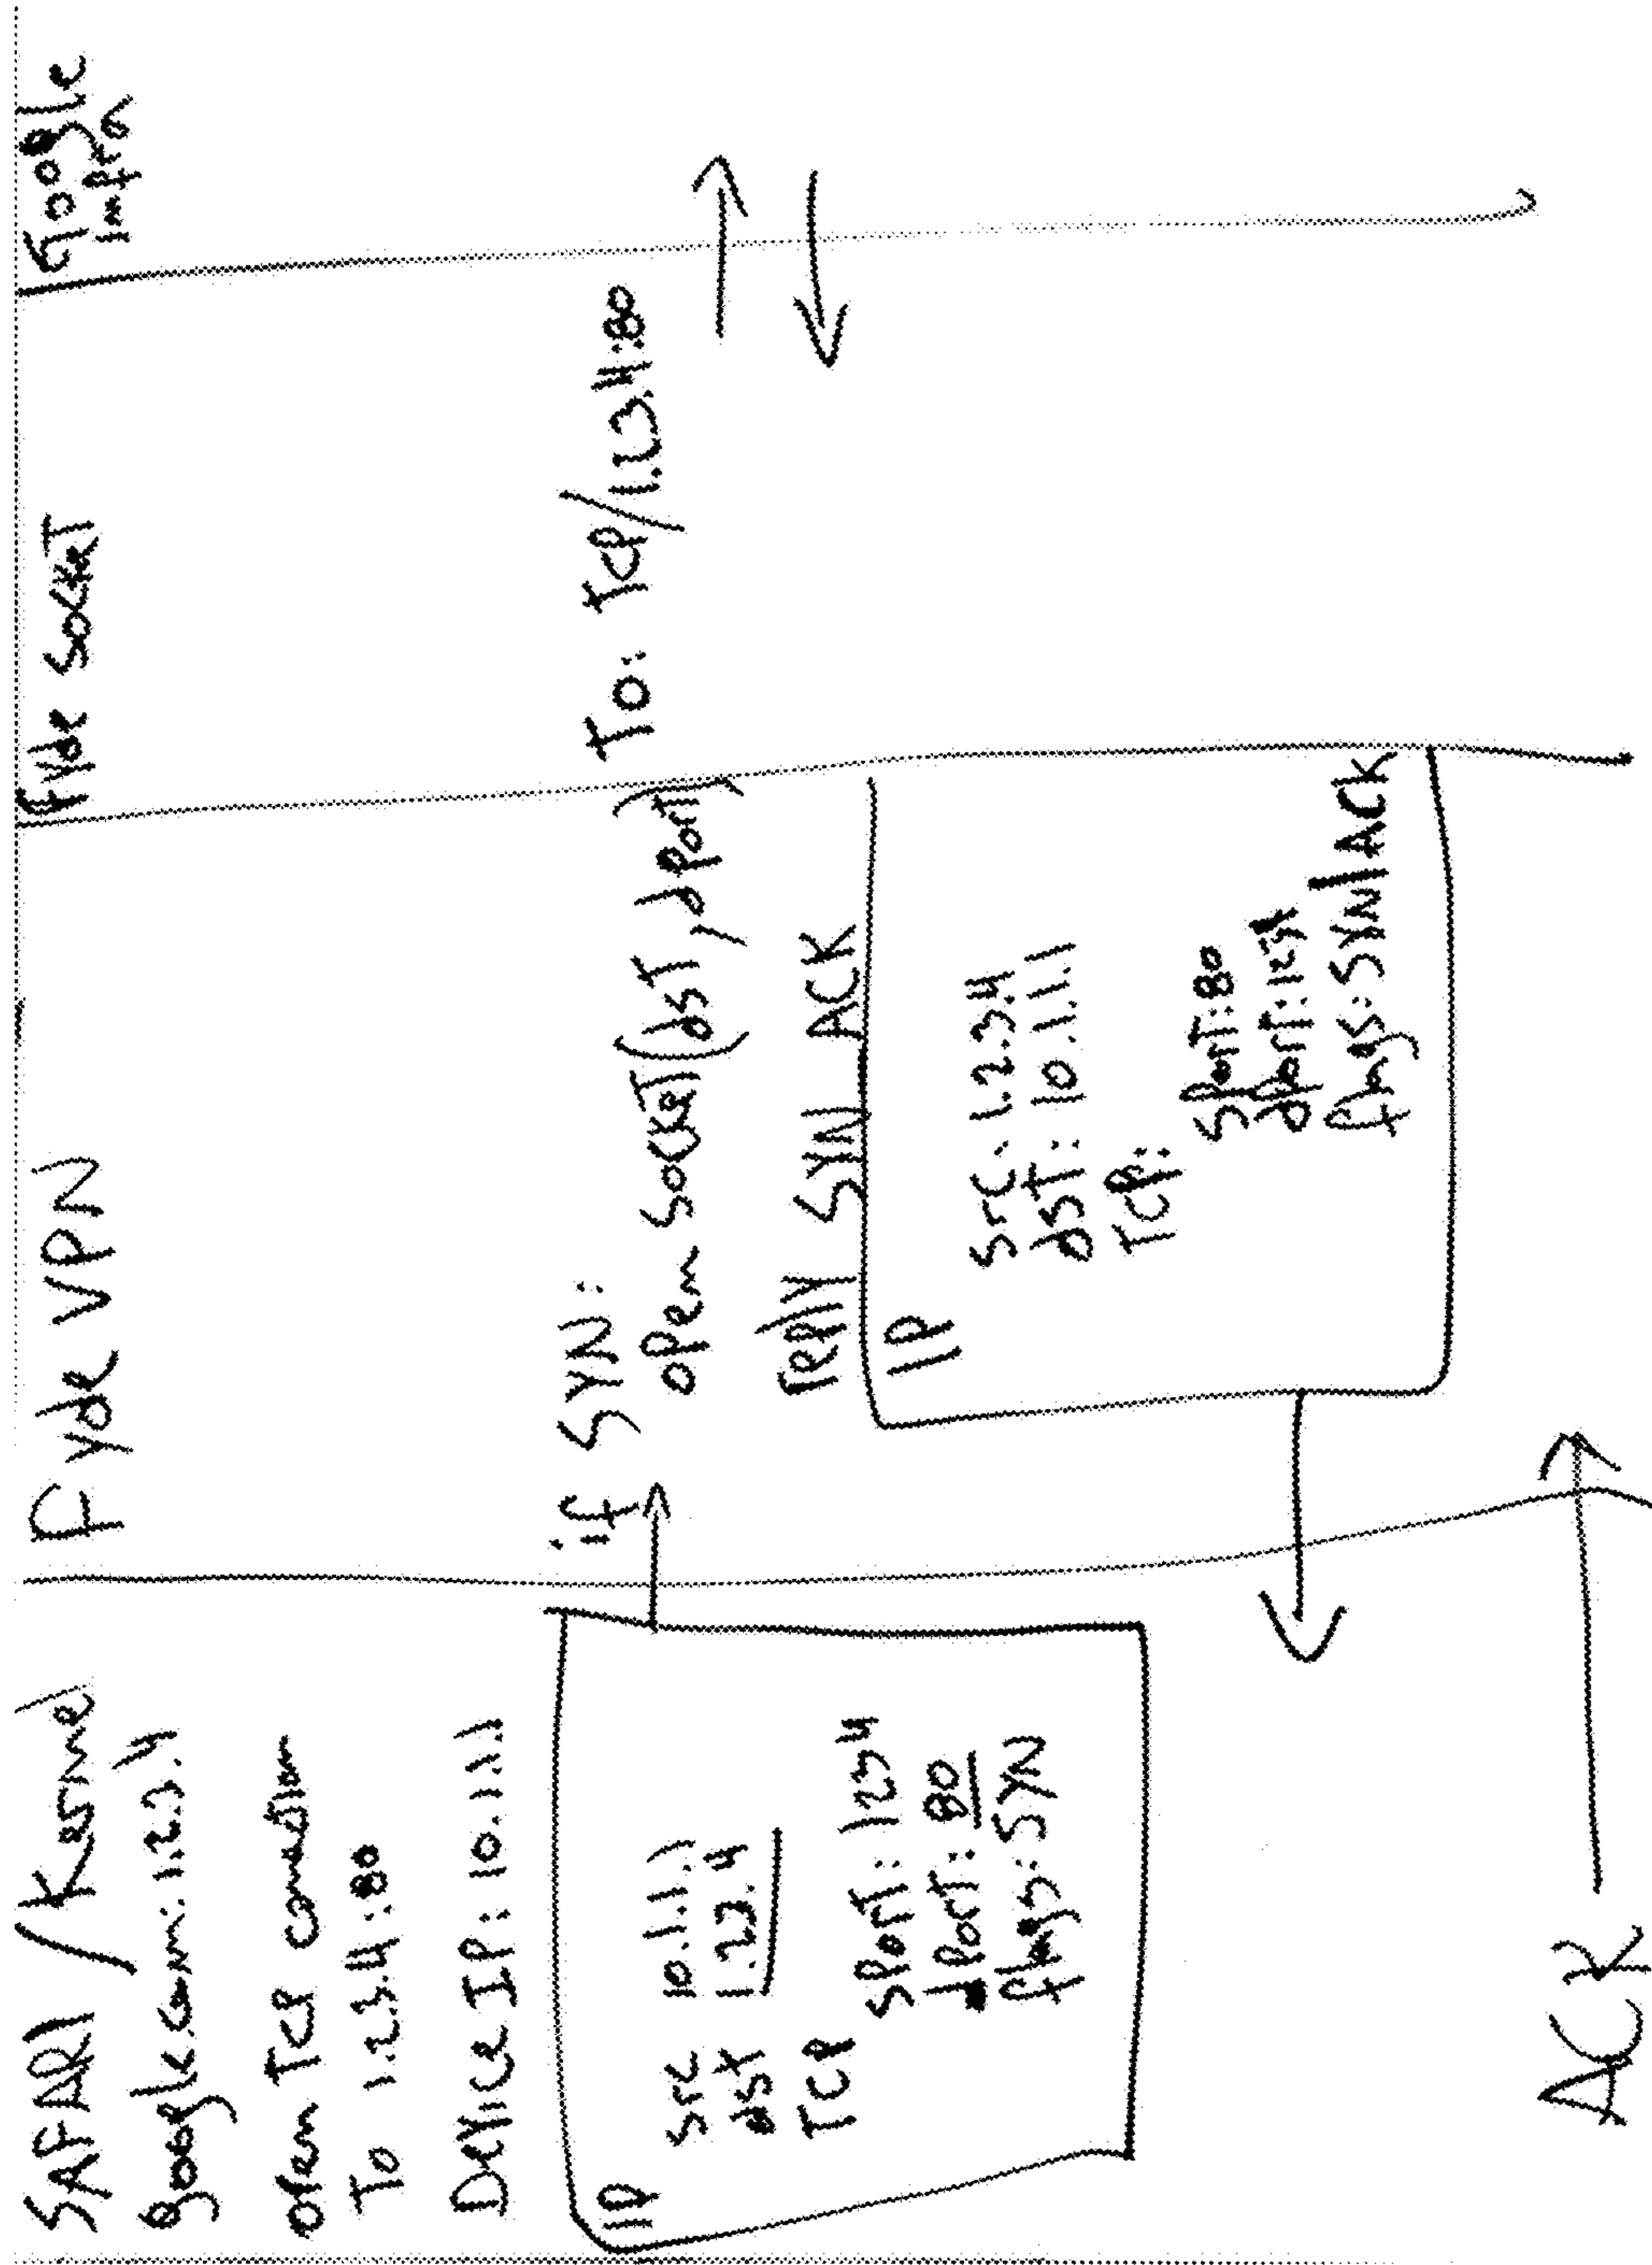 SAFARI / Kernel
google.com: 1.2.3.4
open TCP connection
To 1.2.3.4:80
Device IP: 10.1.1.1
IP
src 10.1.1.1
dst 1.2.3.4
TCP
sport: 1234
dport: 80
flags: SYN
ACK
Fyde VPN
if SYN:
open socket(dst, dport)
reply SYN ACK
IP
src: 1.2.3.4
dst: 10.1.1.1
TCP:
sport: 80
dport: 1234
flags: SYN/ACK
Fyde socket
To: TCP/1.2.3.4:80
google
infra